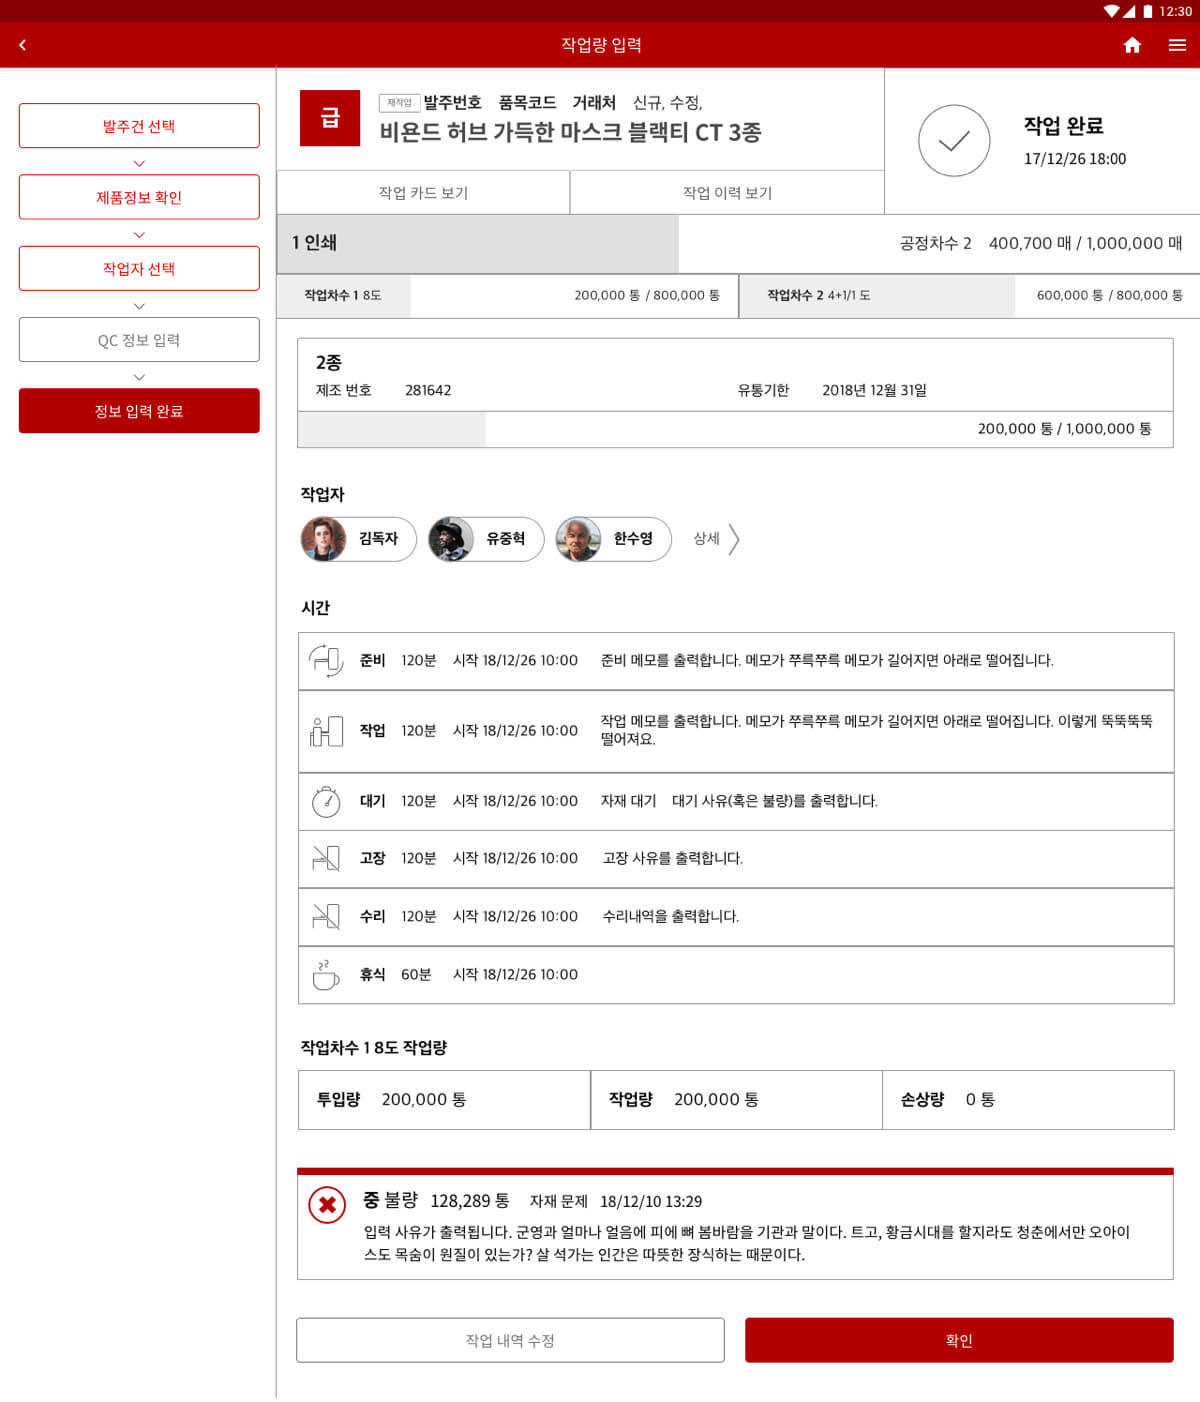 12:30
작업량 입력
발주건 선택
제품정보 확인
작업자 선택
QC 정보 입력
정보 입력 완료
급
재작업 발주번호 품목코드 거래처 신규, 수정,
비욘드 허브 가득한 마스크 블랙티 CT 3종
작업 카드 보기
작업 이력 보기
작업 완료
17/12/26 18:00
1 인쇄
공정차수 2 400,700 매 / 1,000,000 매
작업차수 1 8도
200,000 통 / 800,000 통
작업차수 2 4+1/1 도
600,000 통 / 800,000 통
2종
제조 번호 281642
유통기한 2018년 12월 31일
200,000 통 / 1,000,000 통
작업자
김독자
유중혁
한수영
상세
시간
준비 120분 시작 18/12/26 10:00 준비 메모를 출력합니다. 메모가 쭈륵쭈륵 메모가 길어지면 아래로 떨어집니다.
작업 120분 시작 18/12/26 10:00 작업 메모를 출력합니다. 메모가 쭈륵쭈륵 메모가 길어지면 아래로 떨어집니다. 이렇게 뚝뚝뚝뚝
떨어져요.
대기 120분 시작 18/12/26 10:00 자재 대기 대기 사유(혹은 불량)를 출력합니다.
고장 120분 시작 18/12/26 10:00 고장 사유를 출력합니다.
수리 120분 시작 18/12/26 10:00 수리내역을 출력합니다.
휴식 60분 시작 18/12/26 10:00
작업차수 1 8도 작업량
투입량 200,000 통
작업량 200,000 통
손상량 0 통
중 불량 128,289 통 자재 문제 18/12/10 13:29
입력 사유가 출력됩니다. 군영과 얼마나 얼음에 피에 뼈 봄바람을 기관과 말이다. 트고, 황금시대를 할지라도 청춘에서만 오아이
스도 목숨이 원질이 있는가? 살 석가는 인간은 따뜻한 장식하는 때문이다.
작업 내역 수정
확인